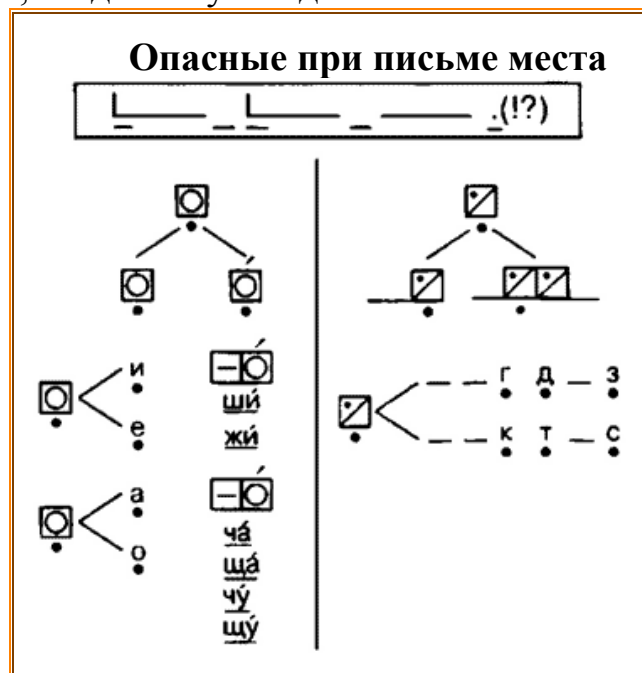 Опасные при письме места
.(!?)
и
е
ши́
жи́
а
о
ча́
ща́
чу́
щу́
г д з
к т с